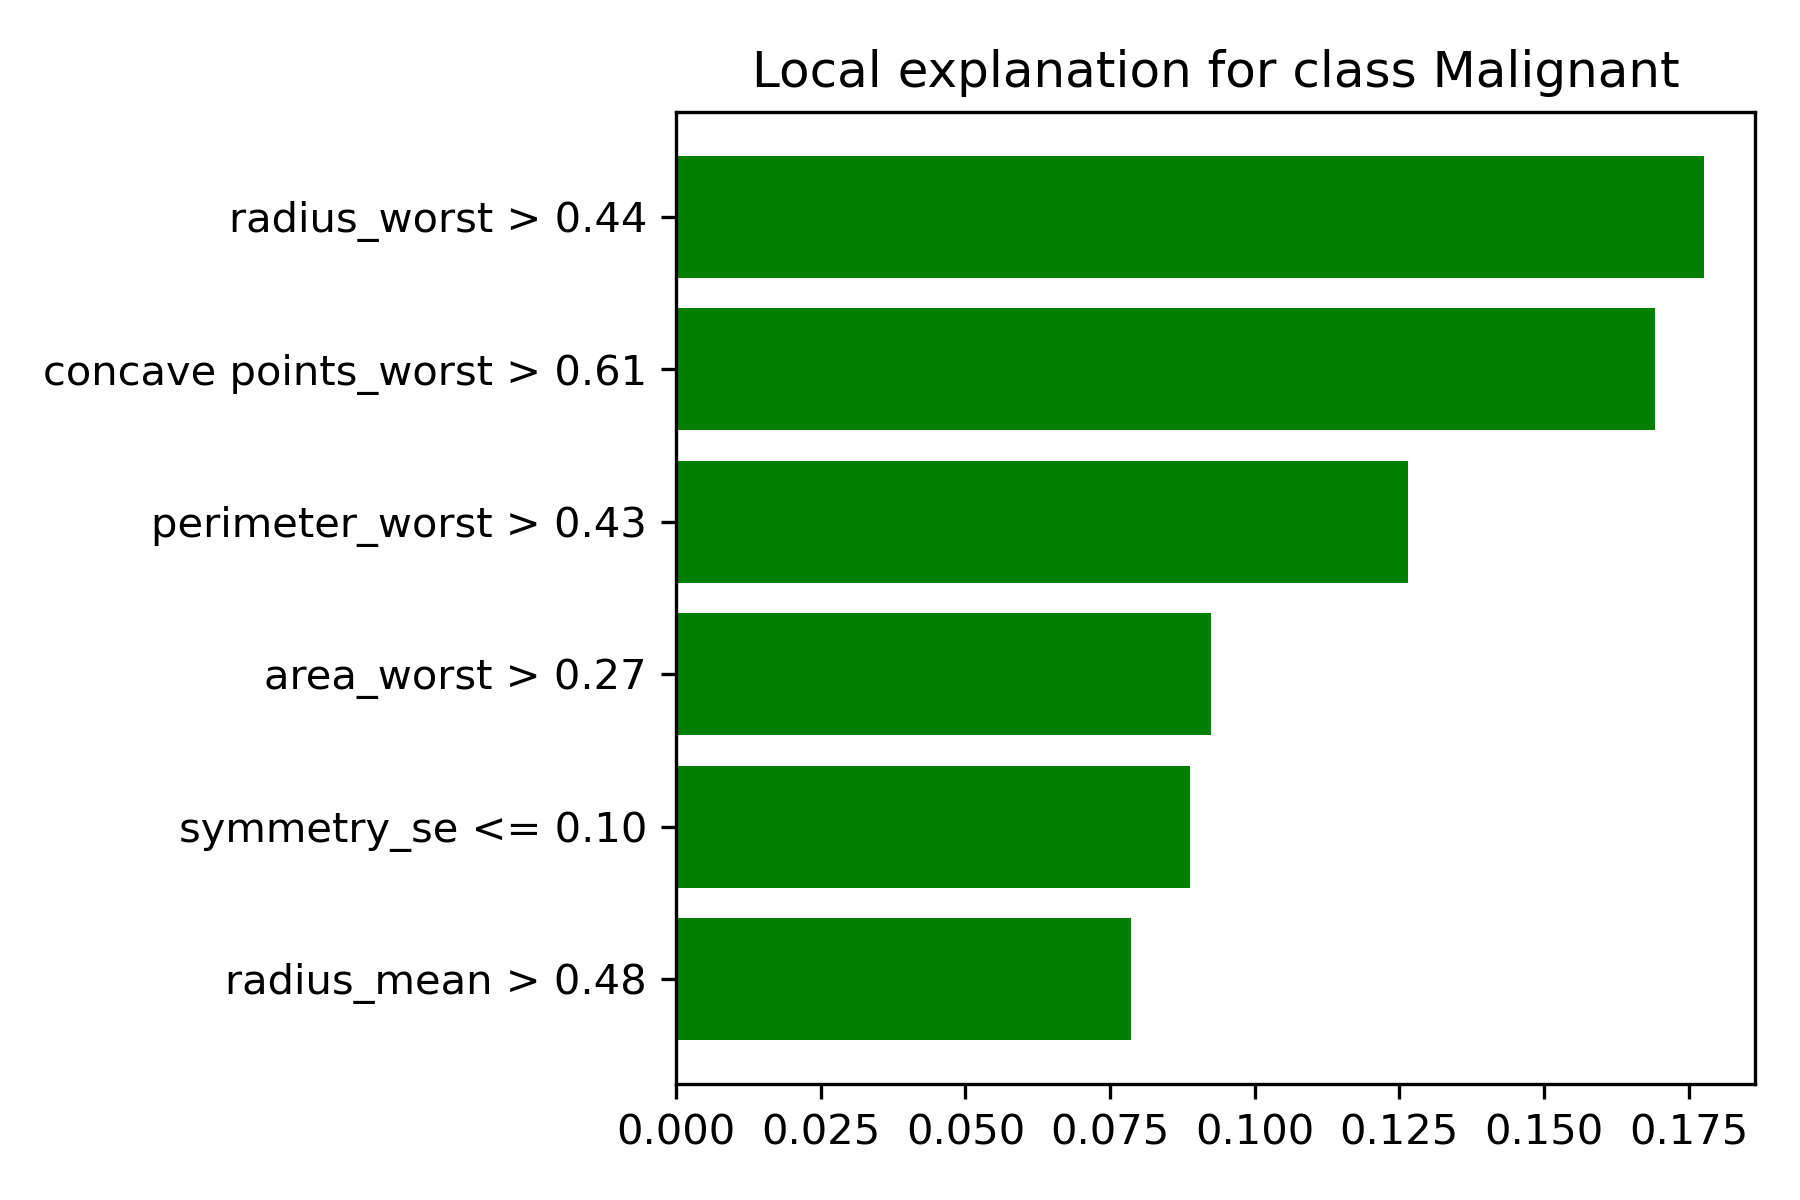 Local explanation for class Malignant
radius_worst > 0.44
concave points_worst > 0.61
perimeter_worst > 0.43
area_worst > 0.27
symmetry_se <= 0.10
radius_mean > 0.48
0.000 0.025 0.050 0.075 0.100 0.125 0.150 0.175